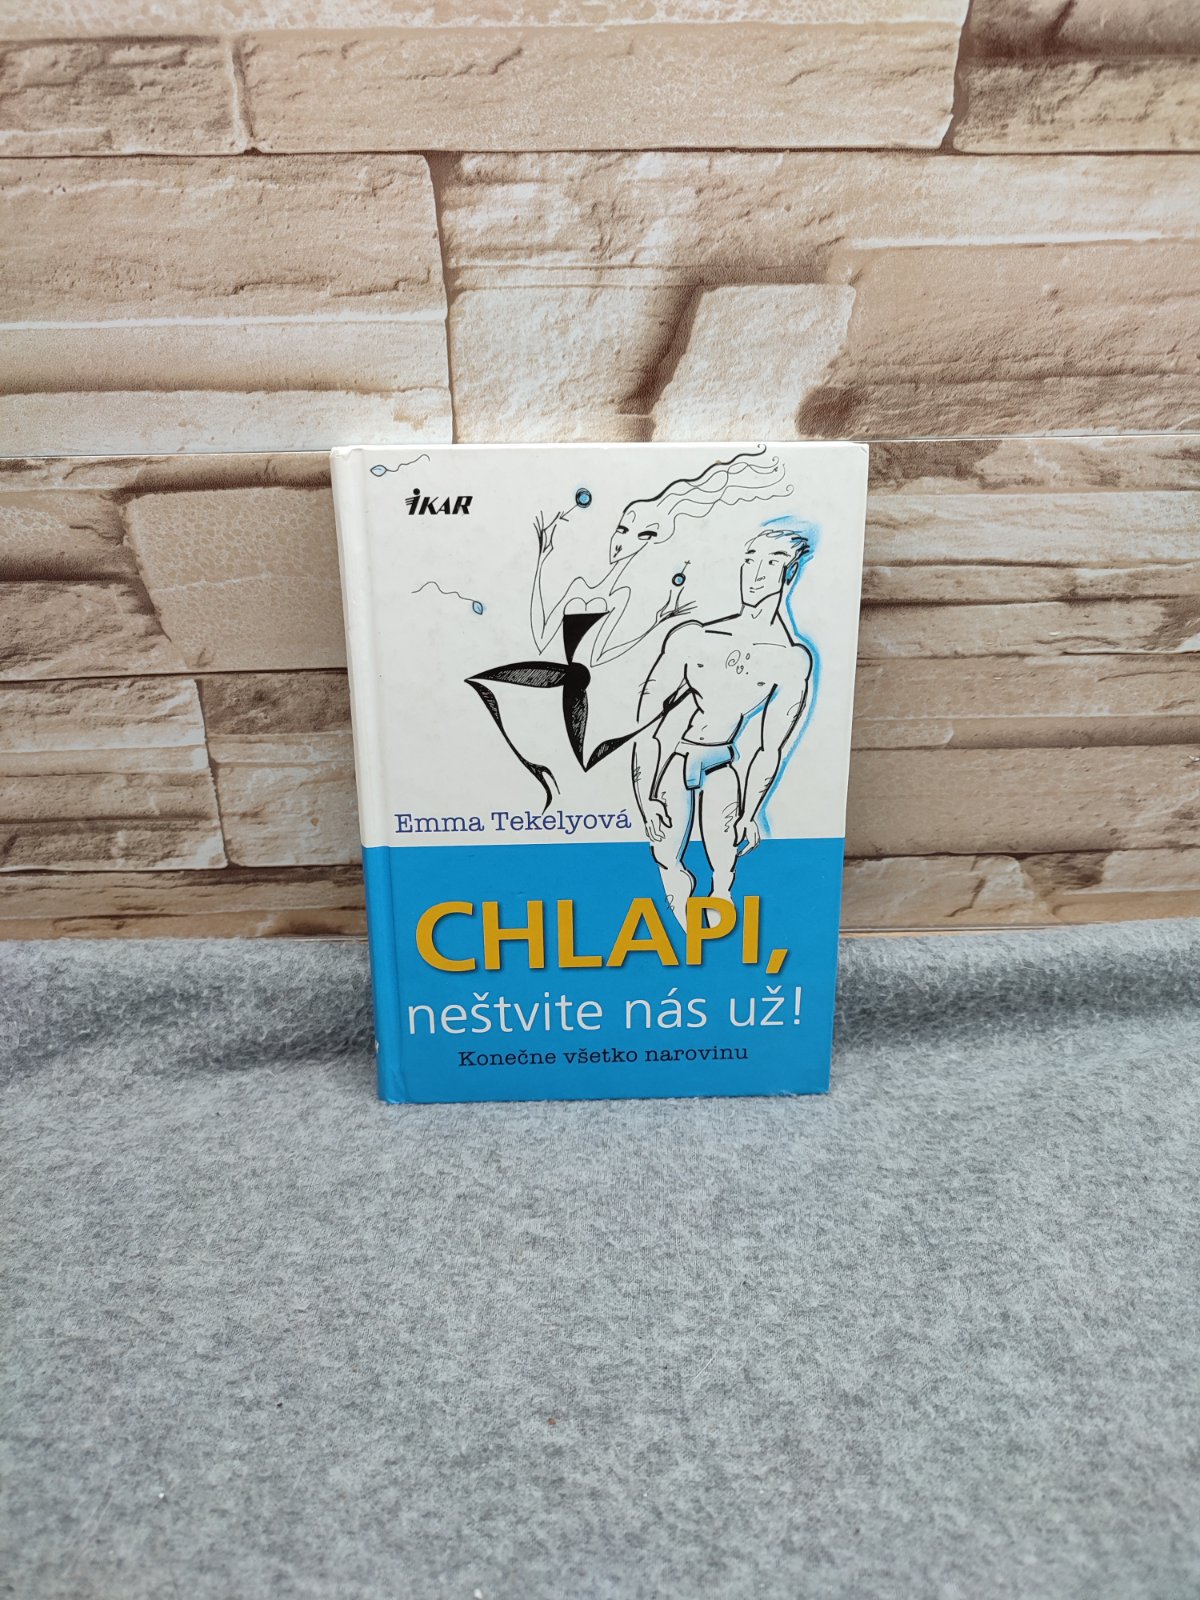 IKAR
Emma Tekelyová
CHLAPI,
neštvite nás už!
Konečne všetko narovinu